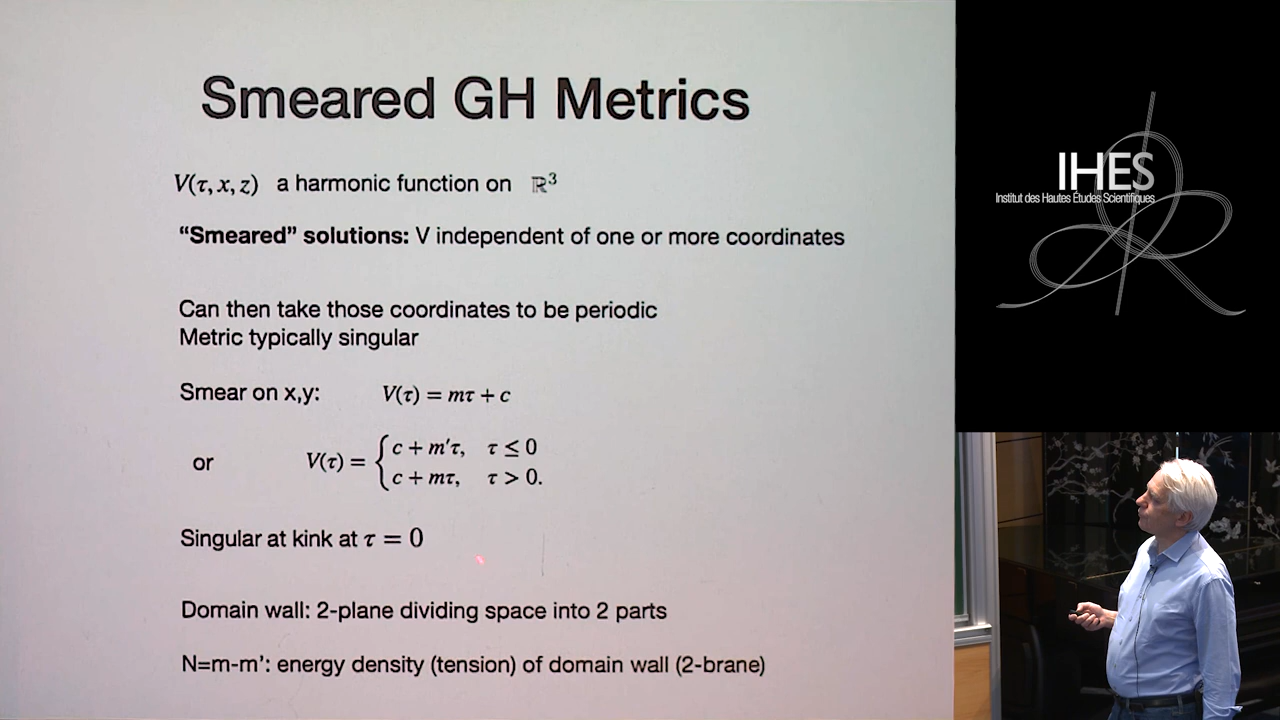 Smeared GH Metrics
V(τ, x, z) a harmonic function on ℝ³
“Smeared” solutions: V independent of one or more coordinates
Can then take those coordinates to be periodic
Metric typically singular
Smear on x,y: V(τ) = mτ + c
or V(τ) = { c + m′τ, τ ≤ 0
c + mτ, τ > 0.
Singular at kink at τ = 0
Domain wall: 2-plane dividing space into 2 parts
N=m-m’: energy density (tension) of domain wall (2-brane)
IHES
Institut des Hautes Études Scientifiques